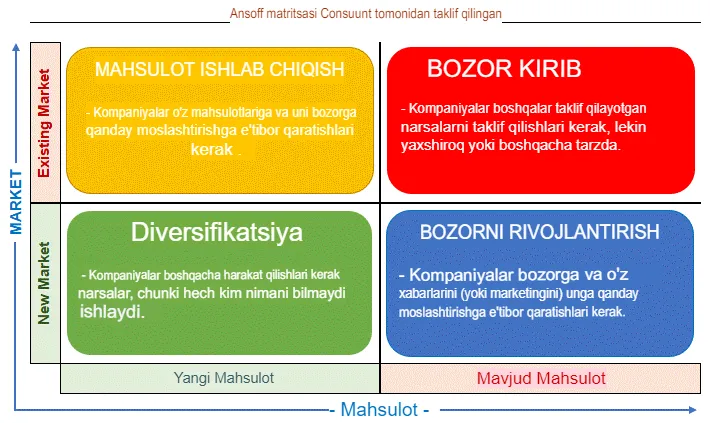 Ansoff matritsasi Consuunt tomonidan taklif qilingan
MARKET
Existing Market
MAHSULOT ISHLAB CHIQISH
- Kompaniyalar o'z mahsulotlariga va uni bozorga
qanday moslashtirishga e'tibor qaratishlari
kerak .
BOZOR KIRIB
- Kompaniyalar boshqalar taklif qilayotgan
narsalarni taklif qilishlari kerak, lekin
yaxshiroq yoki boshqacha tarzda.
New Market
Diversifikatsiya
- Kompaniyalar boshqacha harakat qilishlari kerak
narsalar, chunki hech kim nimani bilmaydi
ishlaydi.
BOZORNI RIVOJLANTIRISH
- Kompaniyalar bozorga va o'z
xabarlarini (yoki marketingini) unga qanday
moslashtirishga e'tibor qaratishlari kerak.
Yangi Mahsulot
Mavjud Mahsulot
- Mahsulot -